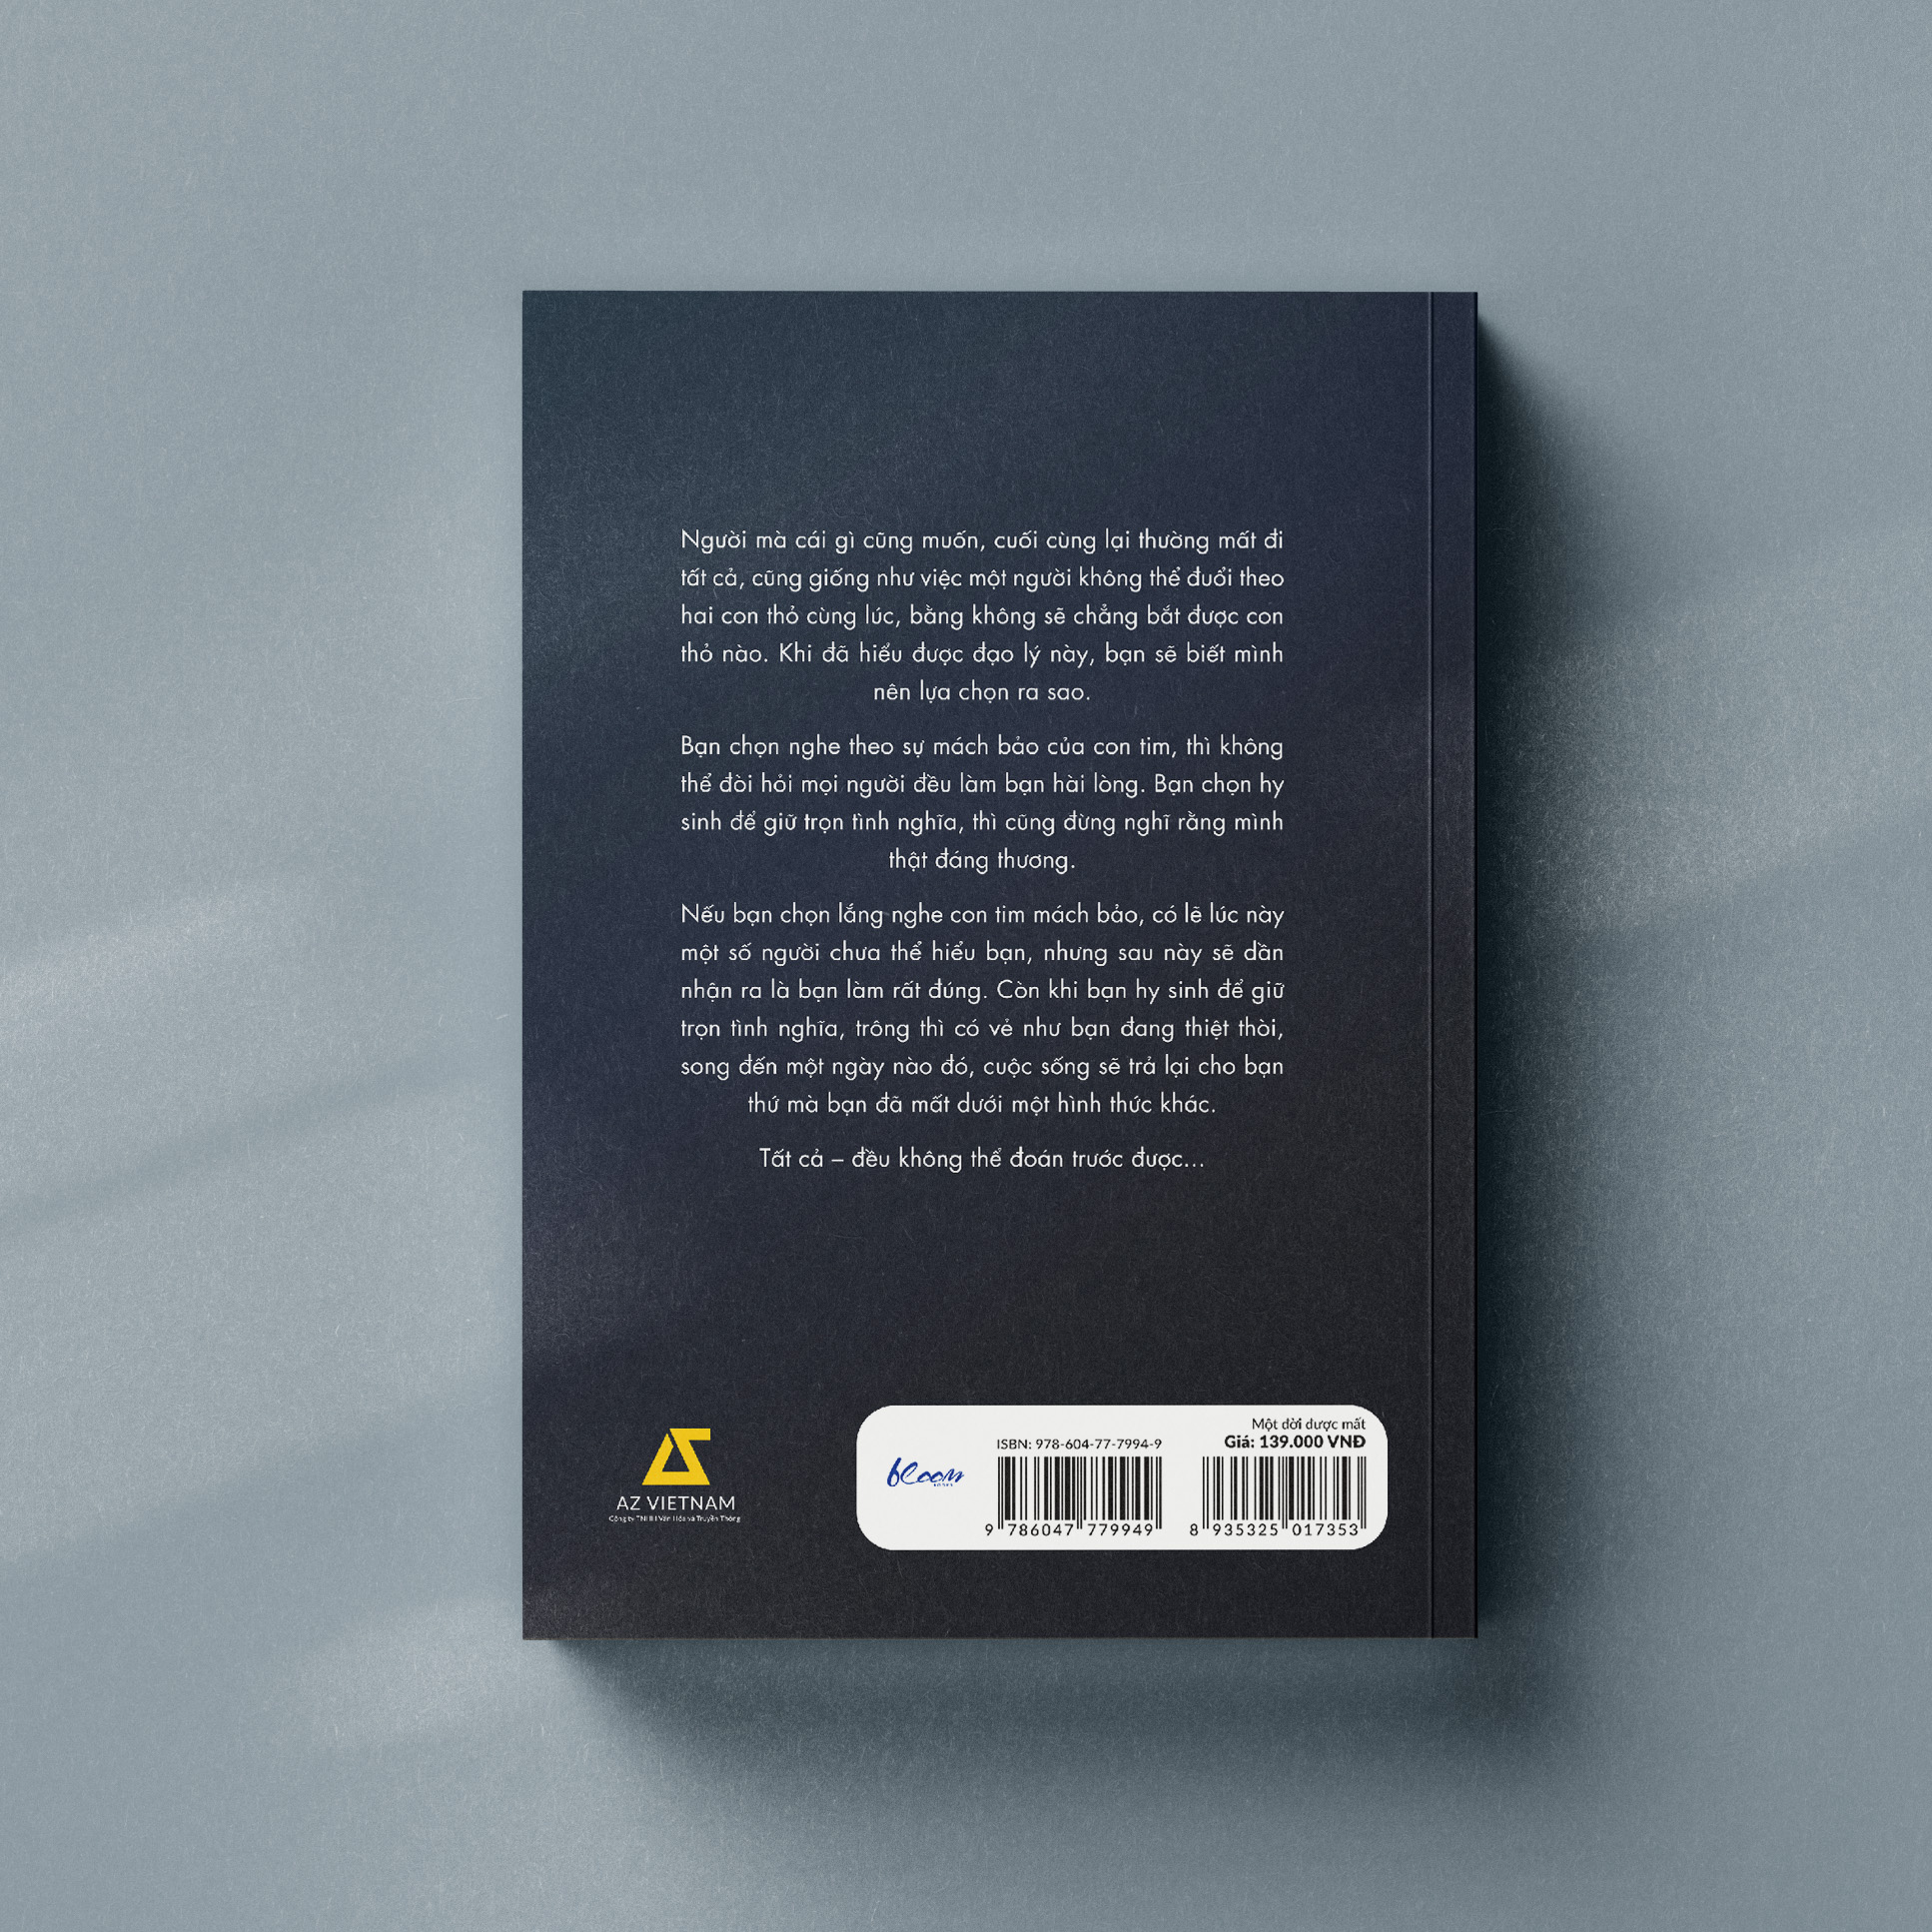 Người mà cái gì cũng muốn, cuối cùng lại thường mất đi
tất cả, cũng giống như việc một người không thể đuổi theo
hai con thỏ cùng lúc, bằng không sẽ chẳng bắt được con
thỏ nào. Khi đã hiểu được đạo lý này, bạn sẽ biết mình
nên lựa chọn ra sao.
Bạn chọn nghe theo sự mách bảo của con tim, thì không
thể đòi hỏi mọi người đều làm bạn hài lòng. Bạn chọn hy
sinh để giữ trọn tình nghĩa, thì cũng đừng nghĩ rằng mình
thật đáng thương.
Nếu bạn chọn lắng nghe con tim mách bảo, có lẽ lúc này
một số người chưa thể hiểu bạn, nhưng sau này sẽ dần
nhận ra là bạn làm rất đúng. Còn khi bạn hy sinh để giữ
trọn tình nghĩa, trông thì có vẻ như bạn đang thiệt thòi,
song đến một ngày nào đó, cuộc sống sẽ trả lại cho bạn
thứ mà bạn đã mất dưới một hình thức khác.
Tất cả – đều không thể đoán trước được...
AZ VIETNAM
Công ty TNHH Văn Hóa và Truyền Thông
bloom
BOOKS
ISBN: 978-604-77-7994-9
9 786047 779949
Một đời được mất
Giá: 139.000 VNĐ
8 935325 017353